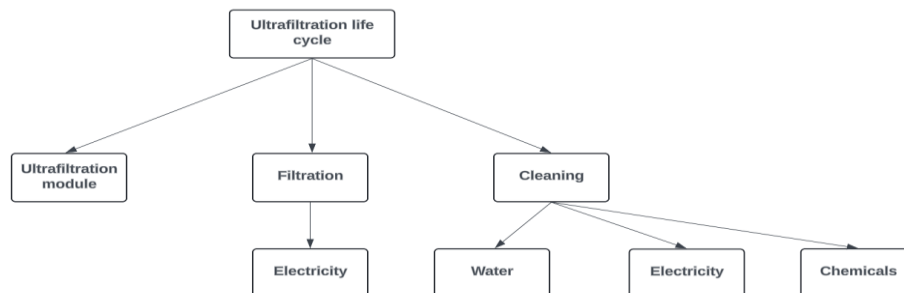 Ultrafiltration life
cycle
Ultrafiltration
module
Filtration
Cleaning
Electricity
Water
Electricity
Chemicals